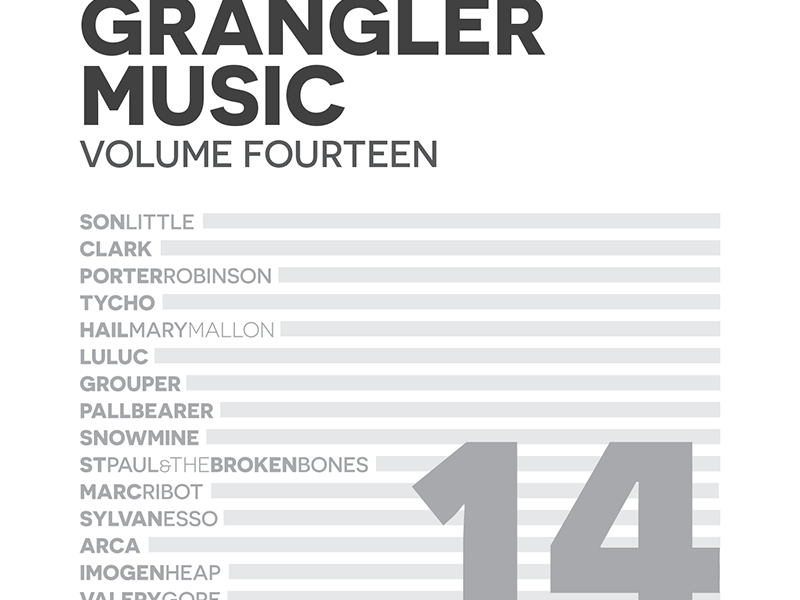 GRANGLER
MUSIC
VOLUME FOURTEEN
SONLITTLE
CLARK
PORTERROBINSON
TYCHO
HAILMARYMALLON
LULUC
GROUPER
PALLBEARER
SNOWMINE
STPAUL&THEBROKENBONES
MARCRIBOT
SYLVANESSO
ARCA
IMOGENHEAP
VALERYGORE
14